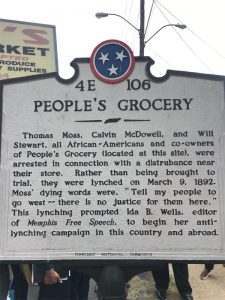 RKET
PRODUCE
Y SUPPLIES
4E 106
PEOPLE'S GROCERY
Thomas Moss, Calvin McDowell, and Will
Stewart, all African-Americans and co-owners
of People's Grocery (located at this site), were
arrested in connection with a distrubance near
their store. Rather than being brought to
trial, they were lynched on March 9, 1892.
Moss' dying words were, "Tell my people to
go west -- there is no justice for them here."
This lynching prompted Ida B. Wells, editor
of Memphis Free Speech, to begin her anti-
lynching campaign in this country and abroad.
TENNESSEE HISTORICAL COMMISSION